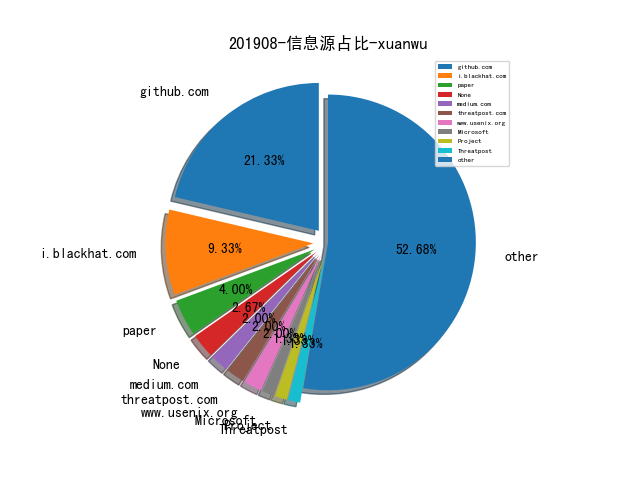 201908-信息源占比-xuanwu
github.com
i.blackhat.com
paper
None
medium.com
threatpost.com
www.usenix.org
Microsoft
Project
Threatpost
other
github.com
21.33%
i.blackhat.com
9.33%
52.68%
other
4.00%
paper
2.67%
None
2.00%
medium.com
2.00%
threatpost.com
2.00%
www.usenix.org
Microsoft
Project
1.33%
Threatpost